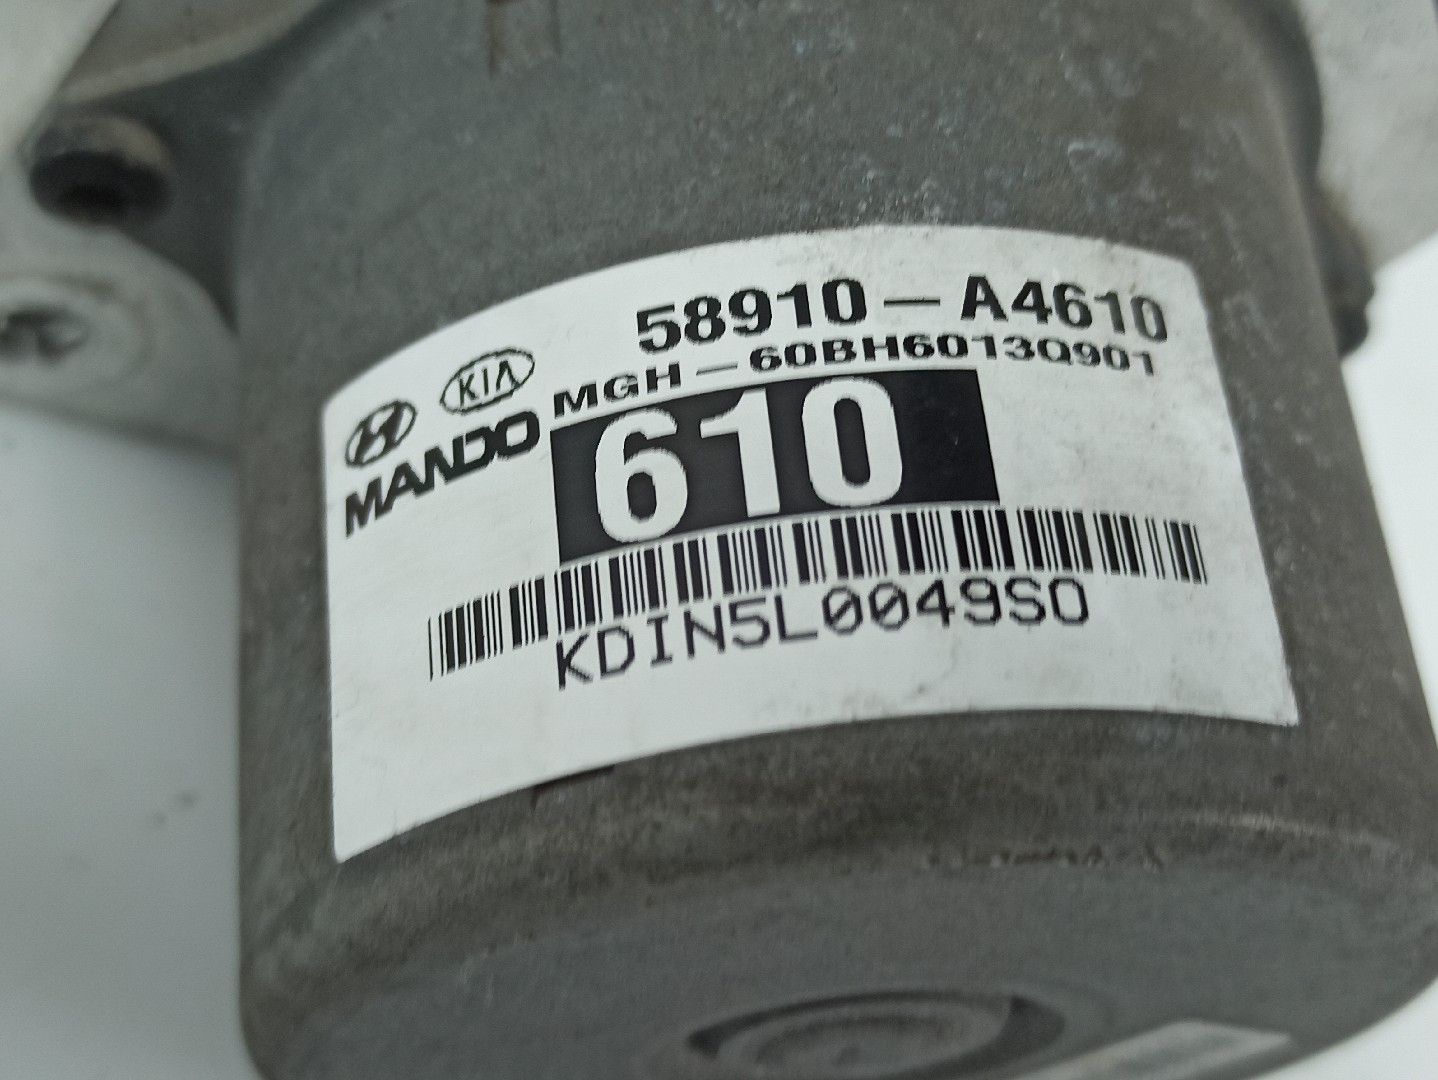 58910-A4610
KIA MGH-60BH6013Q901
MANDO 610
KDIN5L0049S0